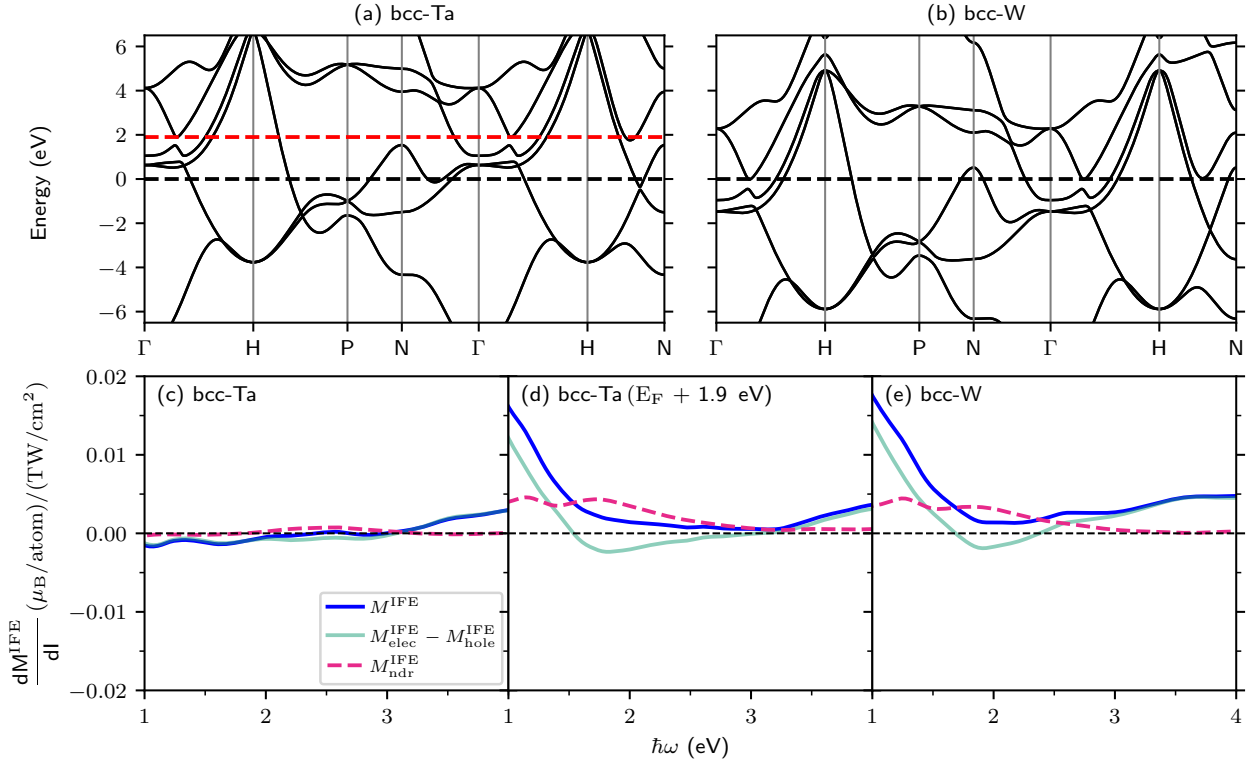 (a) bcc-Ta
(b) bcc-W
Energy (eV)
6
4
2
0
−2
−4
−6
Γ H P N Γ H N
Γ H P N Γ H N
dM^IFE/dI (μ_B/atom)/(TW/cm²)
0.02
0.01
0.00
−0.01
−0.02
(c) bcc-Ta
(d) bcc-Ta (E_F + 1.9 eV)
(e) bcc-W
M^IFE
M^IFE_elec − M^IFE_hole
M^IFE_ndr
1 2 3
1 2 3
1 2 3 4
ħω (eV)